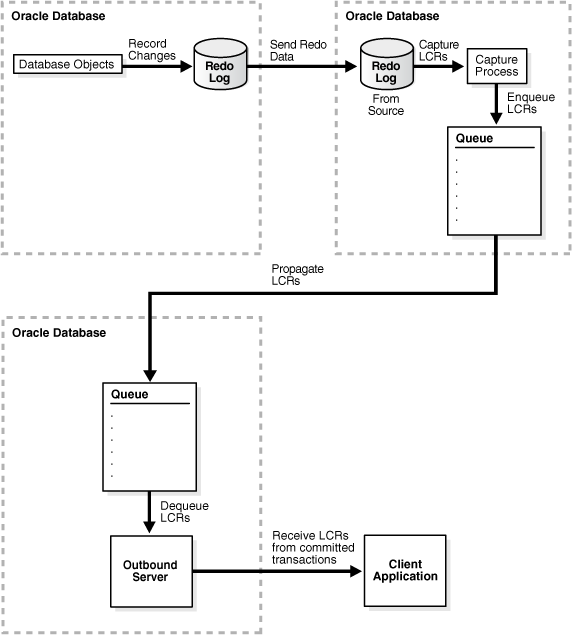 Oracle Database
Database Objects
Record
Changes
Redo
Log
Send Redo
Data
Oracle Database
Redo
Log
From
Source
Capture
LCRs
Capture
Process
Enqueue
LCRs
Queue
Propagate
LCRs
Oracle Database
Queue
Dequeue
LCRs
Outbound
Server
Receive LCRs
from committed
transactions
Client
Application